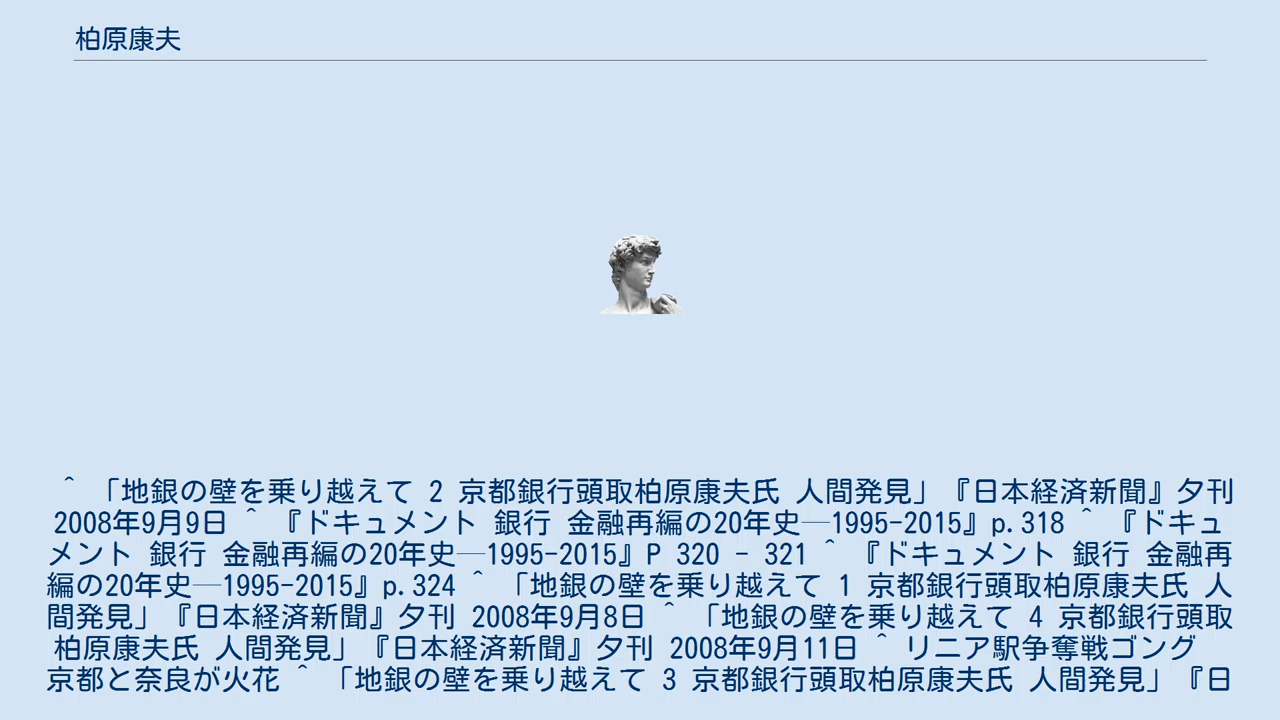 柏原康夫
^ 「地銀の壁を乗り越えて 2 京都銀行頭取柏原康夫氏 人間発見」『日本経済新聞』夕刊
2008年9月9日 ^ 『ドキュメント 銀行 金融再編の20年史─1995-2015』p.318 ^ 『ドキュ
メント 銀行 金融再編の20年史─1995-2015』P 320 - 321 ^ 『ドキュメント 銀行 金融再
編の20年史─1995-2015』p.324 ^ 「地銀の壁を乗り越えて 1 京都銀行頭取柏原康夫氏 人
間発見」『日本経済新聞』夕刊 2008年9月8日 ^ 「地銀の壁を乗り越えて 4 京都銀行頭取
柏原康夫氏 人間発見」『日本経済新聞』夕刊 2008年9月11日 ^ リニア駅争奪戦ゴング
京都と奈良が火花 ^ 「地銀の壁を乗り越えて 3 京都銀行頭取柏原康夫氏 人間発見」『日